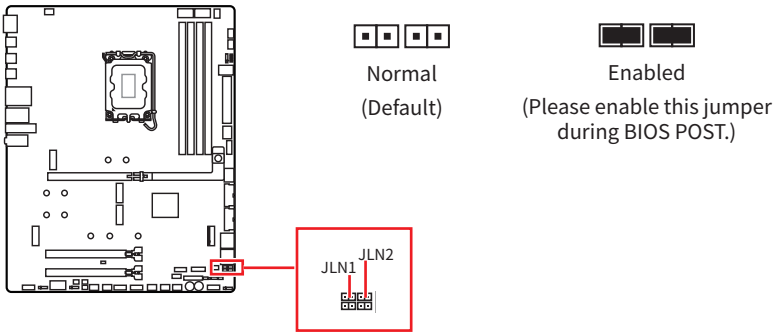 Normal
(Default)
Enabled
(Please enable this jumper
during BIOS POST.)
JLN1
JLN2